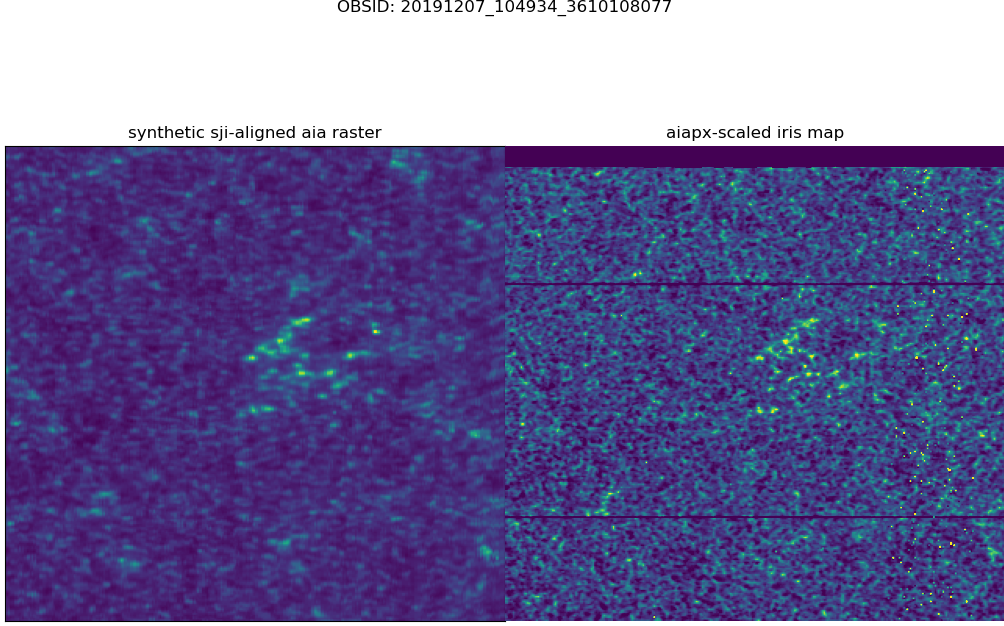 OBSID: 20191207_104934_3610108077
synthetic sji-aligned aia raster
aiapx-scaled iris map